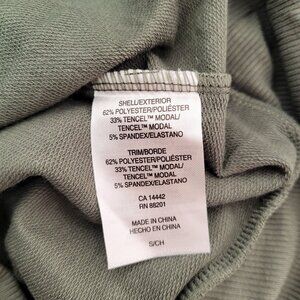 SHELL/EXTERIOR
62% POLYESTER/POLIÉSTER
33% TENCEL™ MODAL/
TENCEL™ MODAL
5% SPANDEX/ELASTANO
TRIM/BORDE
62% POLYESTER/POLIÉSTER
33% TENCEL™ MODAL/
TENCEL™ MODAL
5% SPANDEX/ELASTANO
CA 14442
RN 88201
MADE IN CHINA
HECHO EN CHINA
S/CH